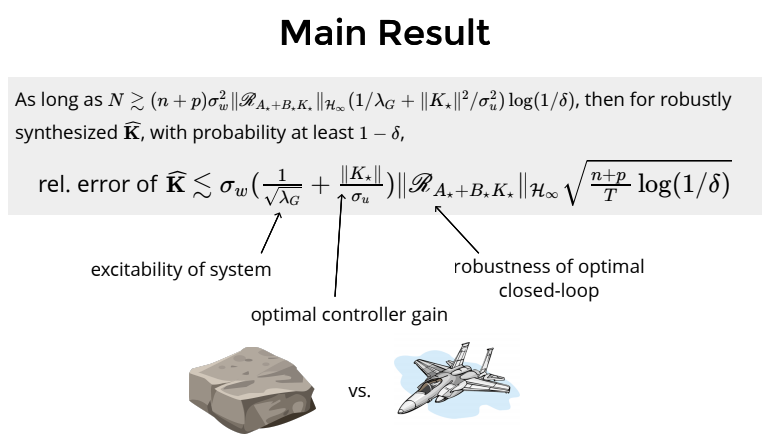 Main Result
As long as $N \gtrsim (n+p)\sigma_w^2 \|\mathscr{R}_{A_\star+B_\star K_\star}\|_{\mathcal{H}_\infty} (1/\lambda_G + \|K_\star\|^2/\sigma_u^2) \log(1/\delta)$, then for robustly
synthesized $\widehat{\mathbf{K}}$, with probability at least $1 - \delta$,
rel. error of $\widehat{\mathbf{K}} \lesssim \sigma_w (\frac{1}{\sqrt{\lambda_G}} + \frac{\|K_\star\|}{\sigma_u}) \|\mathscr{R}_{A_\star+B_\star K_\star}\|_{\mathcal{H}_\infty} \sqrt{\frac{n+p}{T} \log(1/\delta)}$
excitability of system
robustness of optimal
closed-loop
optimal controller gain
vs.